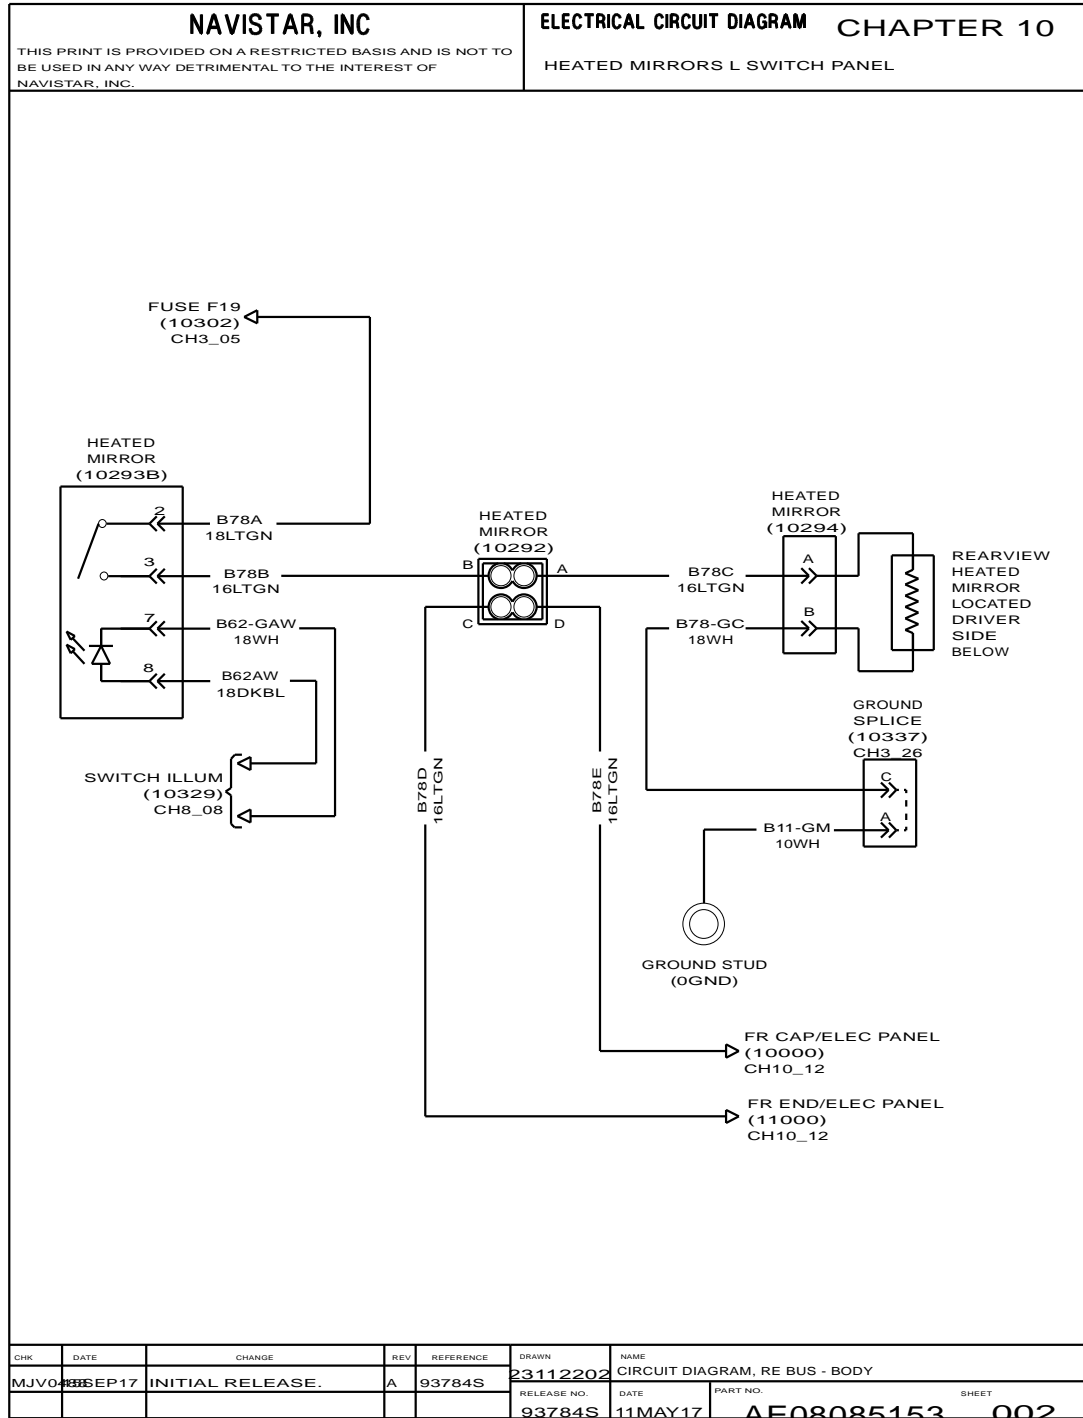 NAVISTAR, INC
THIS PRINT IS PROVIDED ON A RESTRICTED BASIS AND IS NOT TO
BE USED IN ANY WAY DETRIMENTAL TO THE INTEREST OF
NAVISTAR, INC.
ELECTRICAL CIRCUIT DIAGRAM CHAPTER 10
HEATED MIRRORS L SWITCH PANEL
FUSE F19
(10302)
CH3_05
HEATED
MIRROR
(10293B)
2
B78A
18LTGN
3
B78B
16LTGN
7
B62-GAW
18WH
8
B62AW
18DKBL
SWITCH ILLUM
(10329)
CH8_08
HEATED
MIRROR
(10292)
B
A
C
D
B78D
16LTGN
B78E
16LTGN
B78C
16LTGN
B78-GC
18WH
HEATED
MIRROR
(10294)
A
B
REARVIEW
HEATED
MIRROR
LOCATED
DRIVER
SIDE
BELOW
GROUND
SPLICE
(10337)
CH3_26
C
A
B11-GM
10WH
GROUND STUD
(0GND)
FR CAP/ELEC PANEL
(10000)
CH10_12
FR END/ELEC PANEL
(11000)
CH10_12
CHK DATE CHANGE REV REFERENCE
SEP17 INITIAL RELEASE. A 93784S
DRAWN
23112202
NAME
CIRCUIT DIAGRAM, RE BUS - BODY
RELEASE NO. DATE PART NO. SHEET
93784S 11MAY17 AE08085153 002